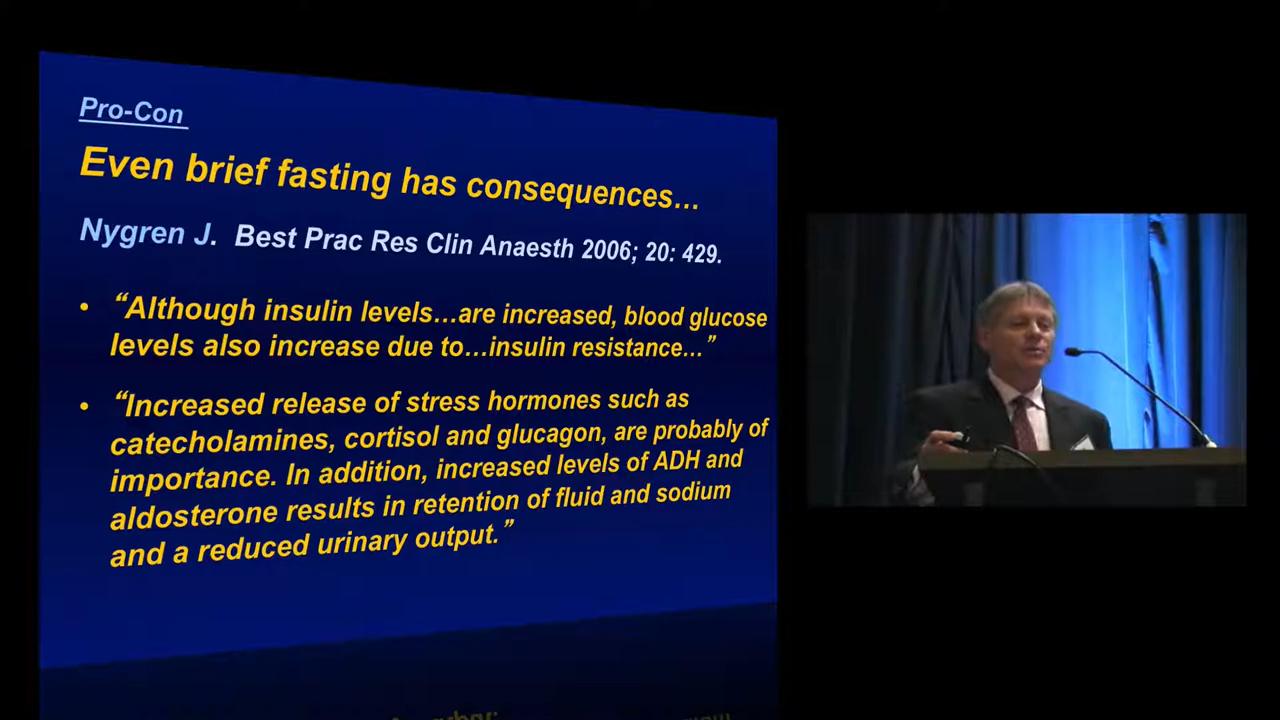 Pro-Con
Even brief fasting has consequences…
Nygren J. Best Prac Res Clin Anaesth 2006; 20: 429.
• “Although insulin levels…are increased, blood glucose
levels also increase due to…insulin resistance…”
• “Increased release of stress hormones such as
catecholamines, cortisol and glucagon, are probably of
importance. In addition, increased levels of ADH and
aldosterone results in retention of fluid and sodium
and a reduced urinary output.”